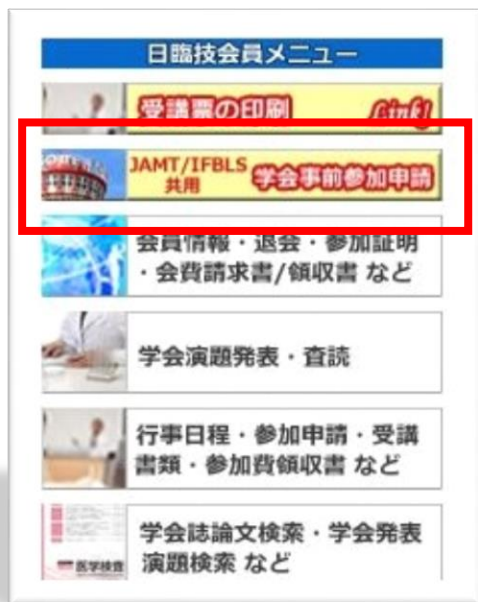 日臨技会員メニュー
受講票の印刷 Link!
JAMT/IFBLS
共用
学会事前参加申請
会員情報・退会・参加証明
・会費請求書/領収書 など
学会演題発表・査読
行事日程・参加申請・受講
書類・参加費領収書 など
学会誌論文検索・学会発表
演題検索 など
医学検査